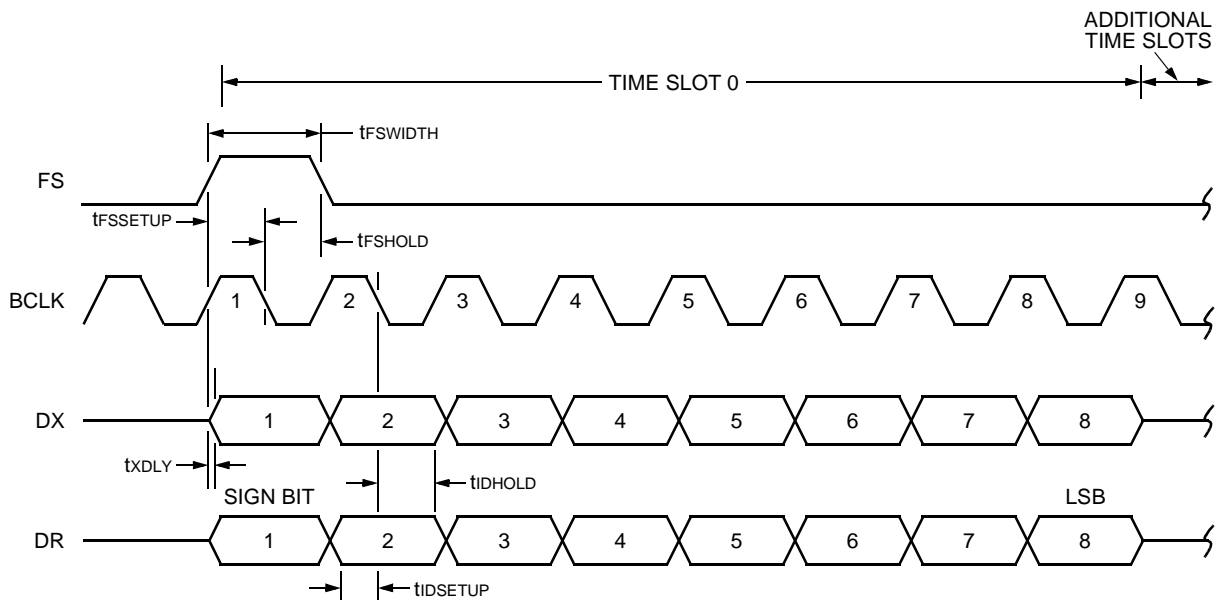 ADDITIONAL
TIME SLOTS
TIME SLOT 0
tFSWIDTH
FS
tFSSETUP
tFSHOLD
BCLK 1 2 3 4 5 6 7 8 9
DX 1 2 3 4 5 6 7 8
tXDLY
tIDHOLD
SIGN BIT LSB
DR 1 2 3 4 5 6 7 8
tIDSETUP